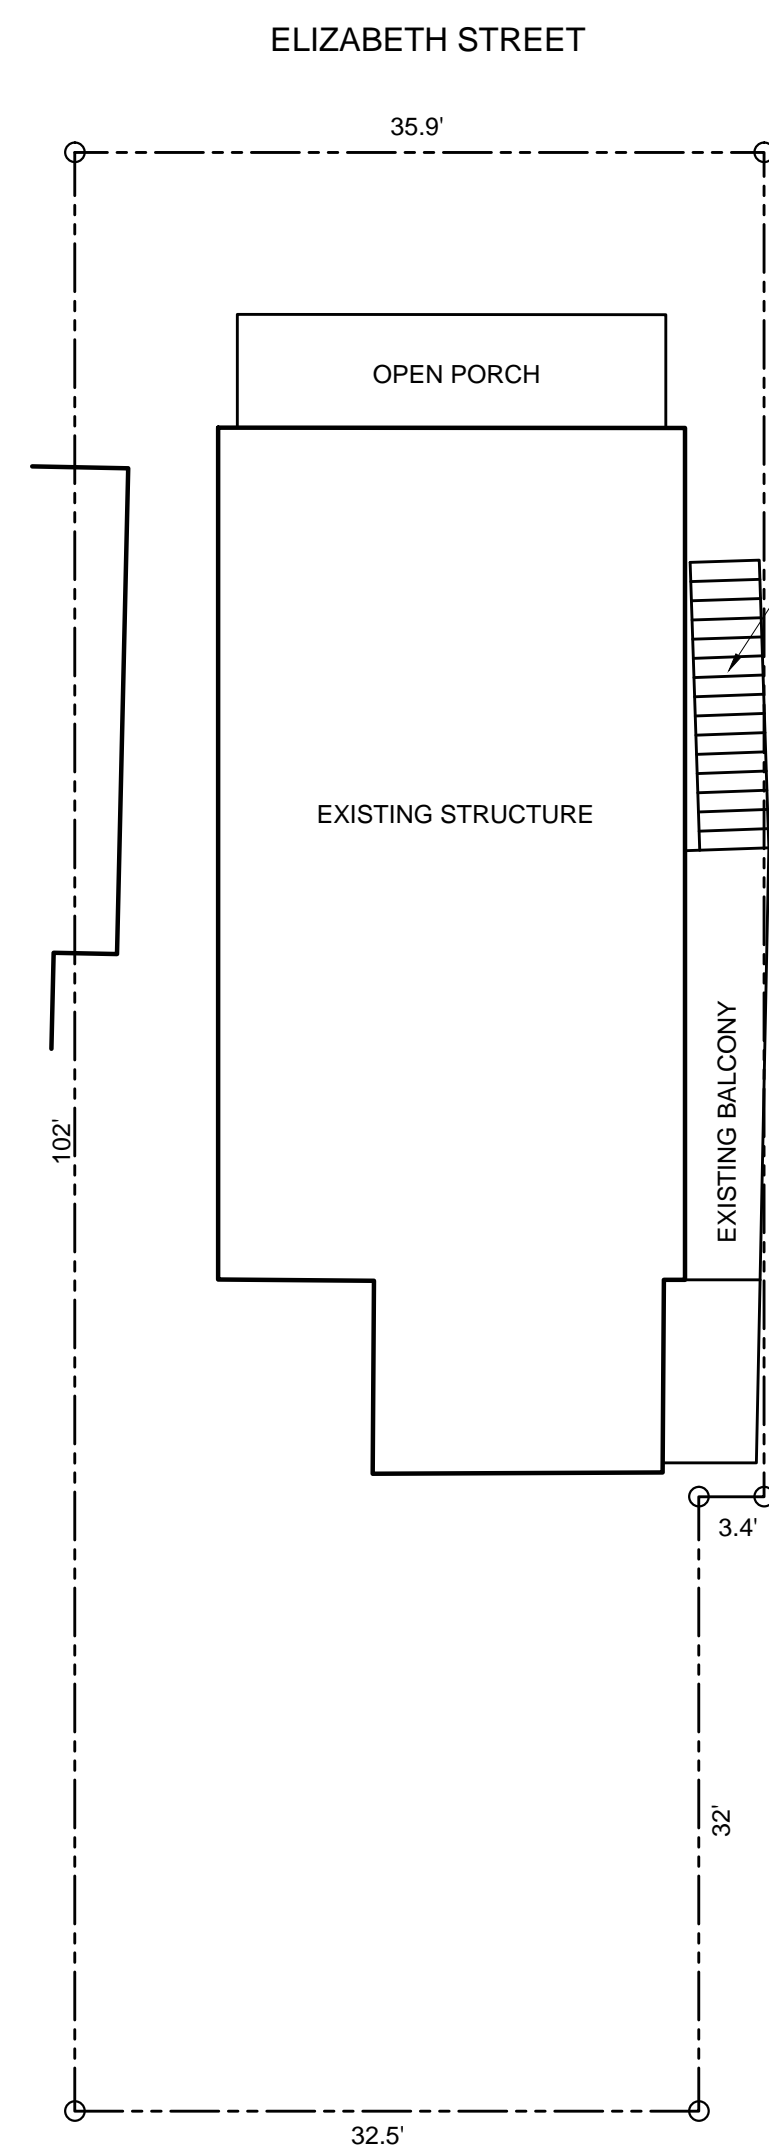 ELIZABETH STREET
35.9'
OPEN PORCH
EXISTING STRUCTURE
EXISTING BALCONY
102'
3.4'
32'
32.5'